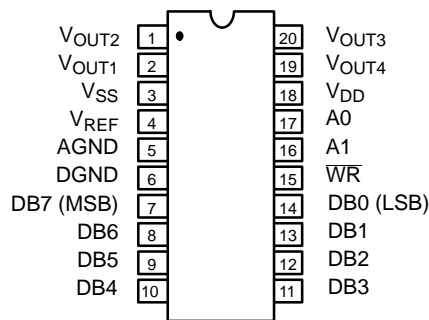 VOUT2 1 20 VOUT3
VOUT1 2 19 VOUT4
VSS 3 18 VDD
VREF 4 17 A0
AGND 5 16 A1
DGND 6 15 W̅R̅
DB7 (MSB) 7 14 DB0 (LSB)
DB6 8 13 DB1
DB5 9 12 DB2
DB4 10 11 DB3